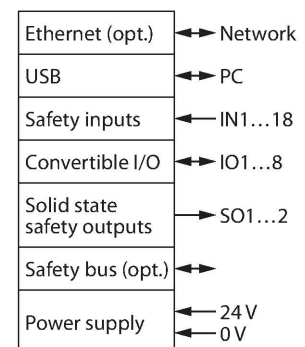 Ethernet (opt.) Network
USB PC
Safety inputs IN1...18
Convertible I/O IO1...8
Solid state
safety outputs SO1...2
Safety bus (opt.)
Power supply 24 V
0 V